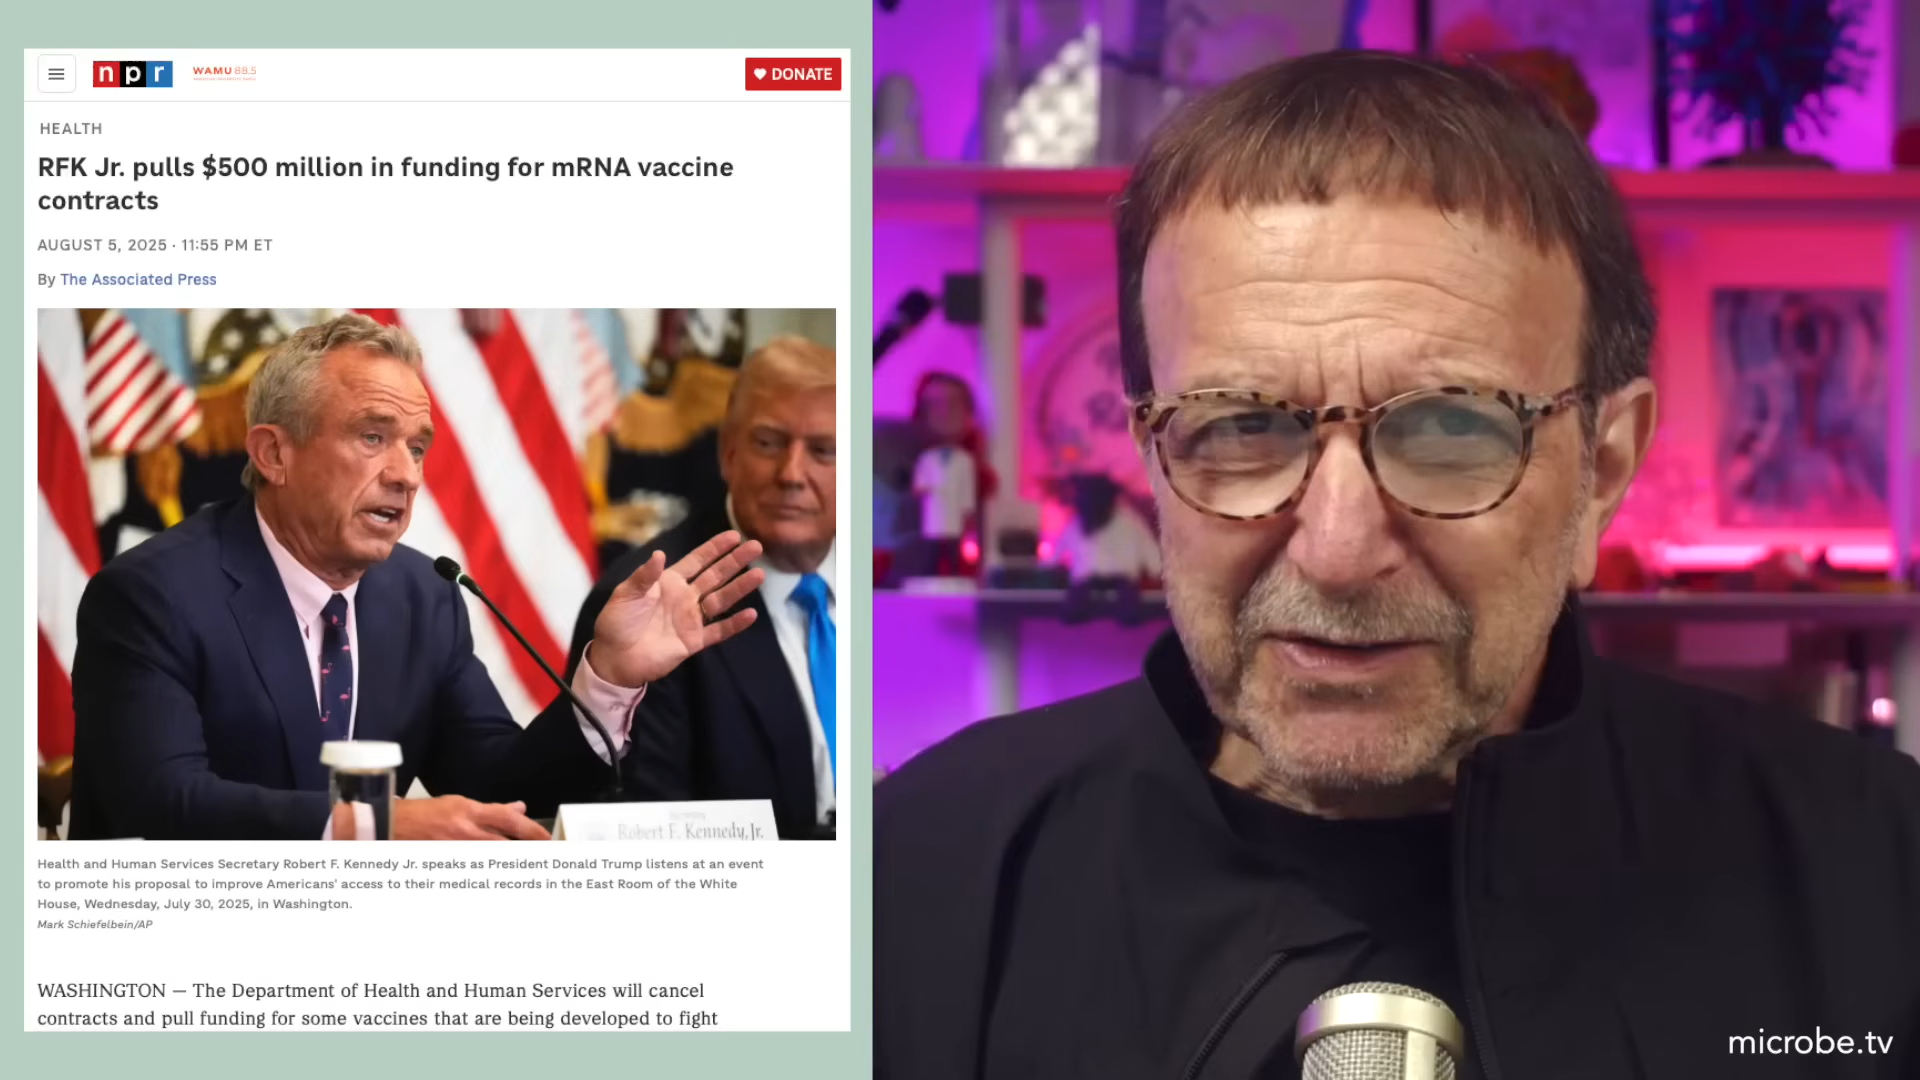 npr
WAMU 88.5
DONATE
HEALTH
RFK Jr. pulls $500 million in funding for mRNA vaccine
contracts
AUGUST 5, 2025 · 11:55 PM ET
By The Associated Press
Robert F. Kennedy, Jr.
Health and Human Services Secretary Robert F. Kennedy Jr. speaks as President Donald Trump listens at an event
to promote his proposal to improve Americans' access to their medical records in the East Room of the White
House, Wednesday, July 30, 2025, in Washington.
Mark Schiefelbein/AP
WASHINGTON — The Department of Health and Human Services will cancel
contracts and pull funding for some vaccines that are being developed to fight
microbe.tv